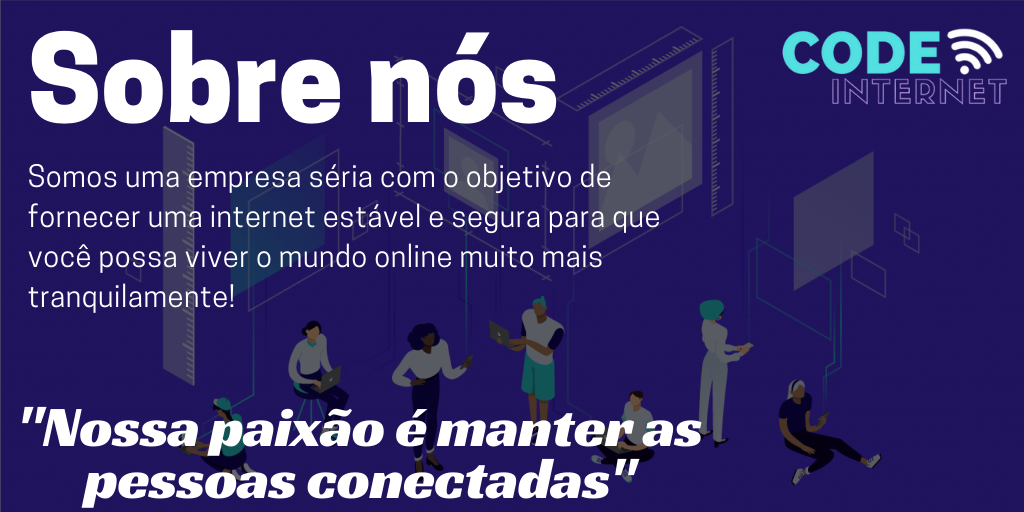 Sobre nós
CODE
INTERNET
Somos uma empresa séria com o objetivo de
fornecer uma internet estável e segura para que
você possa viver o mundo online muito mais
tranquilamente!
"Nossa paixão é manter as
pessoas conectadas"